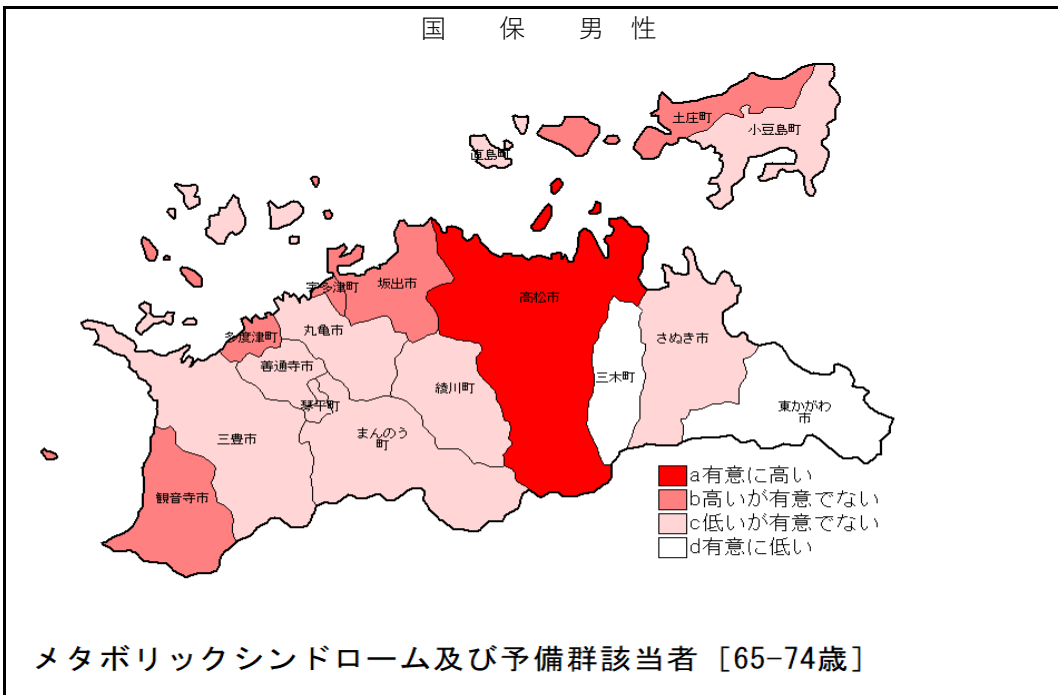 国 保 男 性
土庄町
小豆島町
直島町
宇多津町
坂出市
高松市
多度津町
丸亀市
さぬき市
善通寺市
三木町
綾川町
琴平町
東かがわ
市
まんのう
町
三豊市
観音寺市
a有意に高い
b高いが有意でない
c低いが有意でない
d有意に低い
メタボリックシンドローム及び予備群該当者［65-74歳］